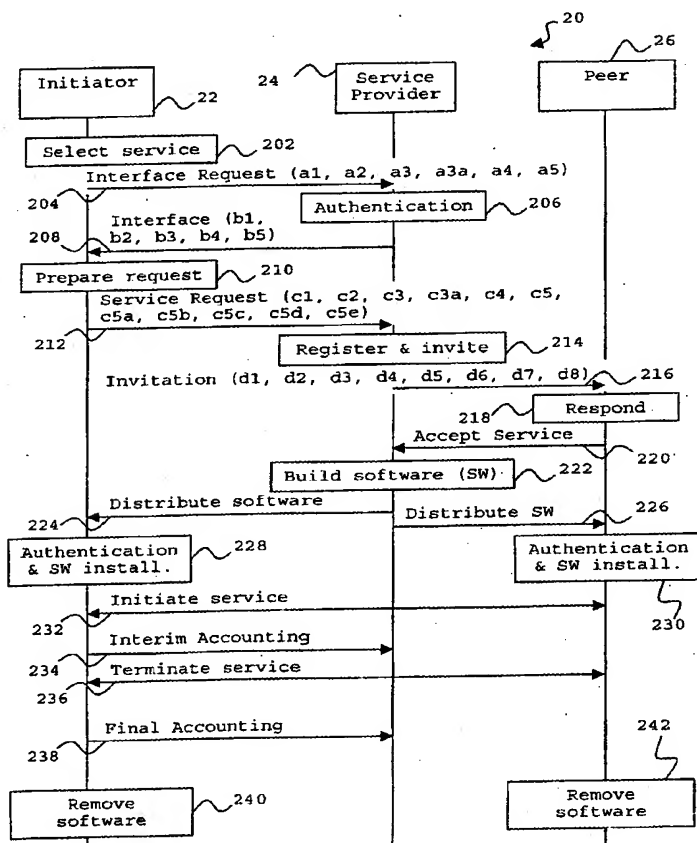 20
26
Initiator
22
24
Service
Provider
Peer
Select service
202
Interface Request (a1, a2, a3, a3a, a4, a5)
204
Authentication
206
Interface (b1,
b2, b3, b4, b5)
208
Prepare request
210
Service Request (c1, c2, c3, c3a, c4, c5,
c5a, c5b, c5c, c5d, c5e)
212
Register & invite
214
Invitation (d1, d2, d3, d4, d5, d6, d7, d8)
216
218
Respond
Accept Service
220
Build software (SW)
222
Distribute software
224
Distribute SW
226
Authentication
& SW install.
228
Authentication
& SW install.
230
Initiate service
232
Interim Accounting
234
Terminate service
236
Final Accounting
238
242
Remove
software
240
Remove
software